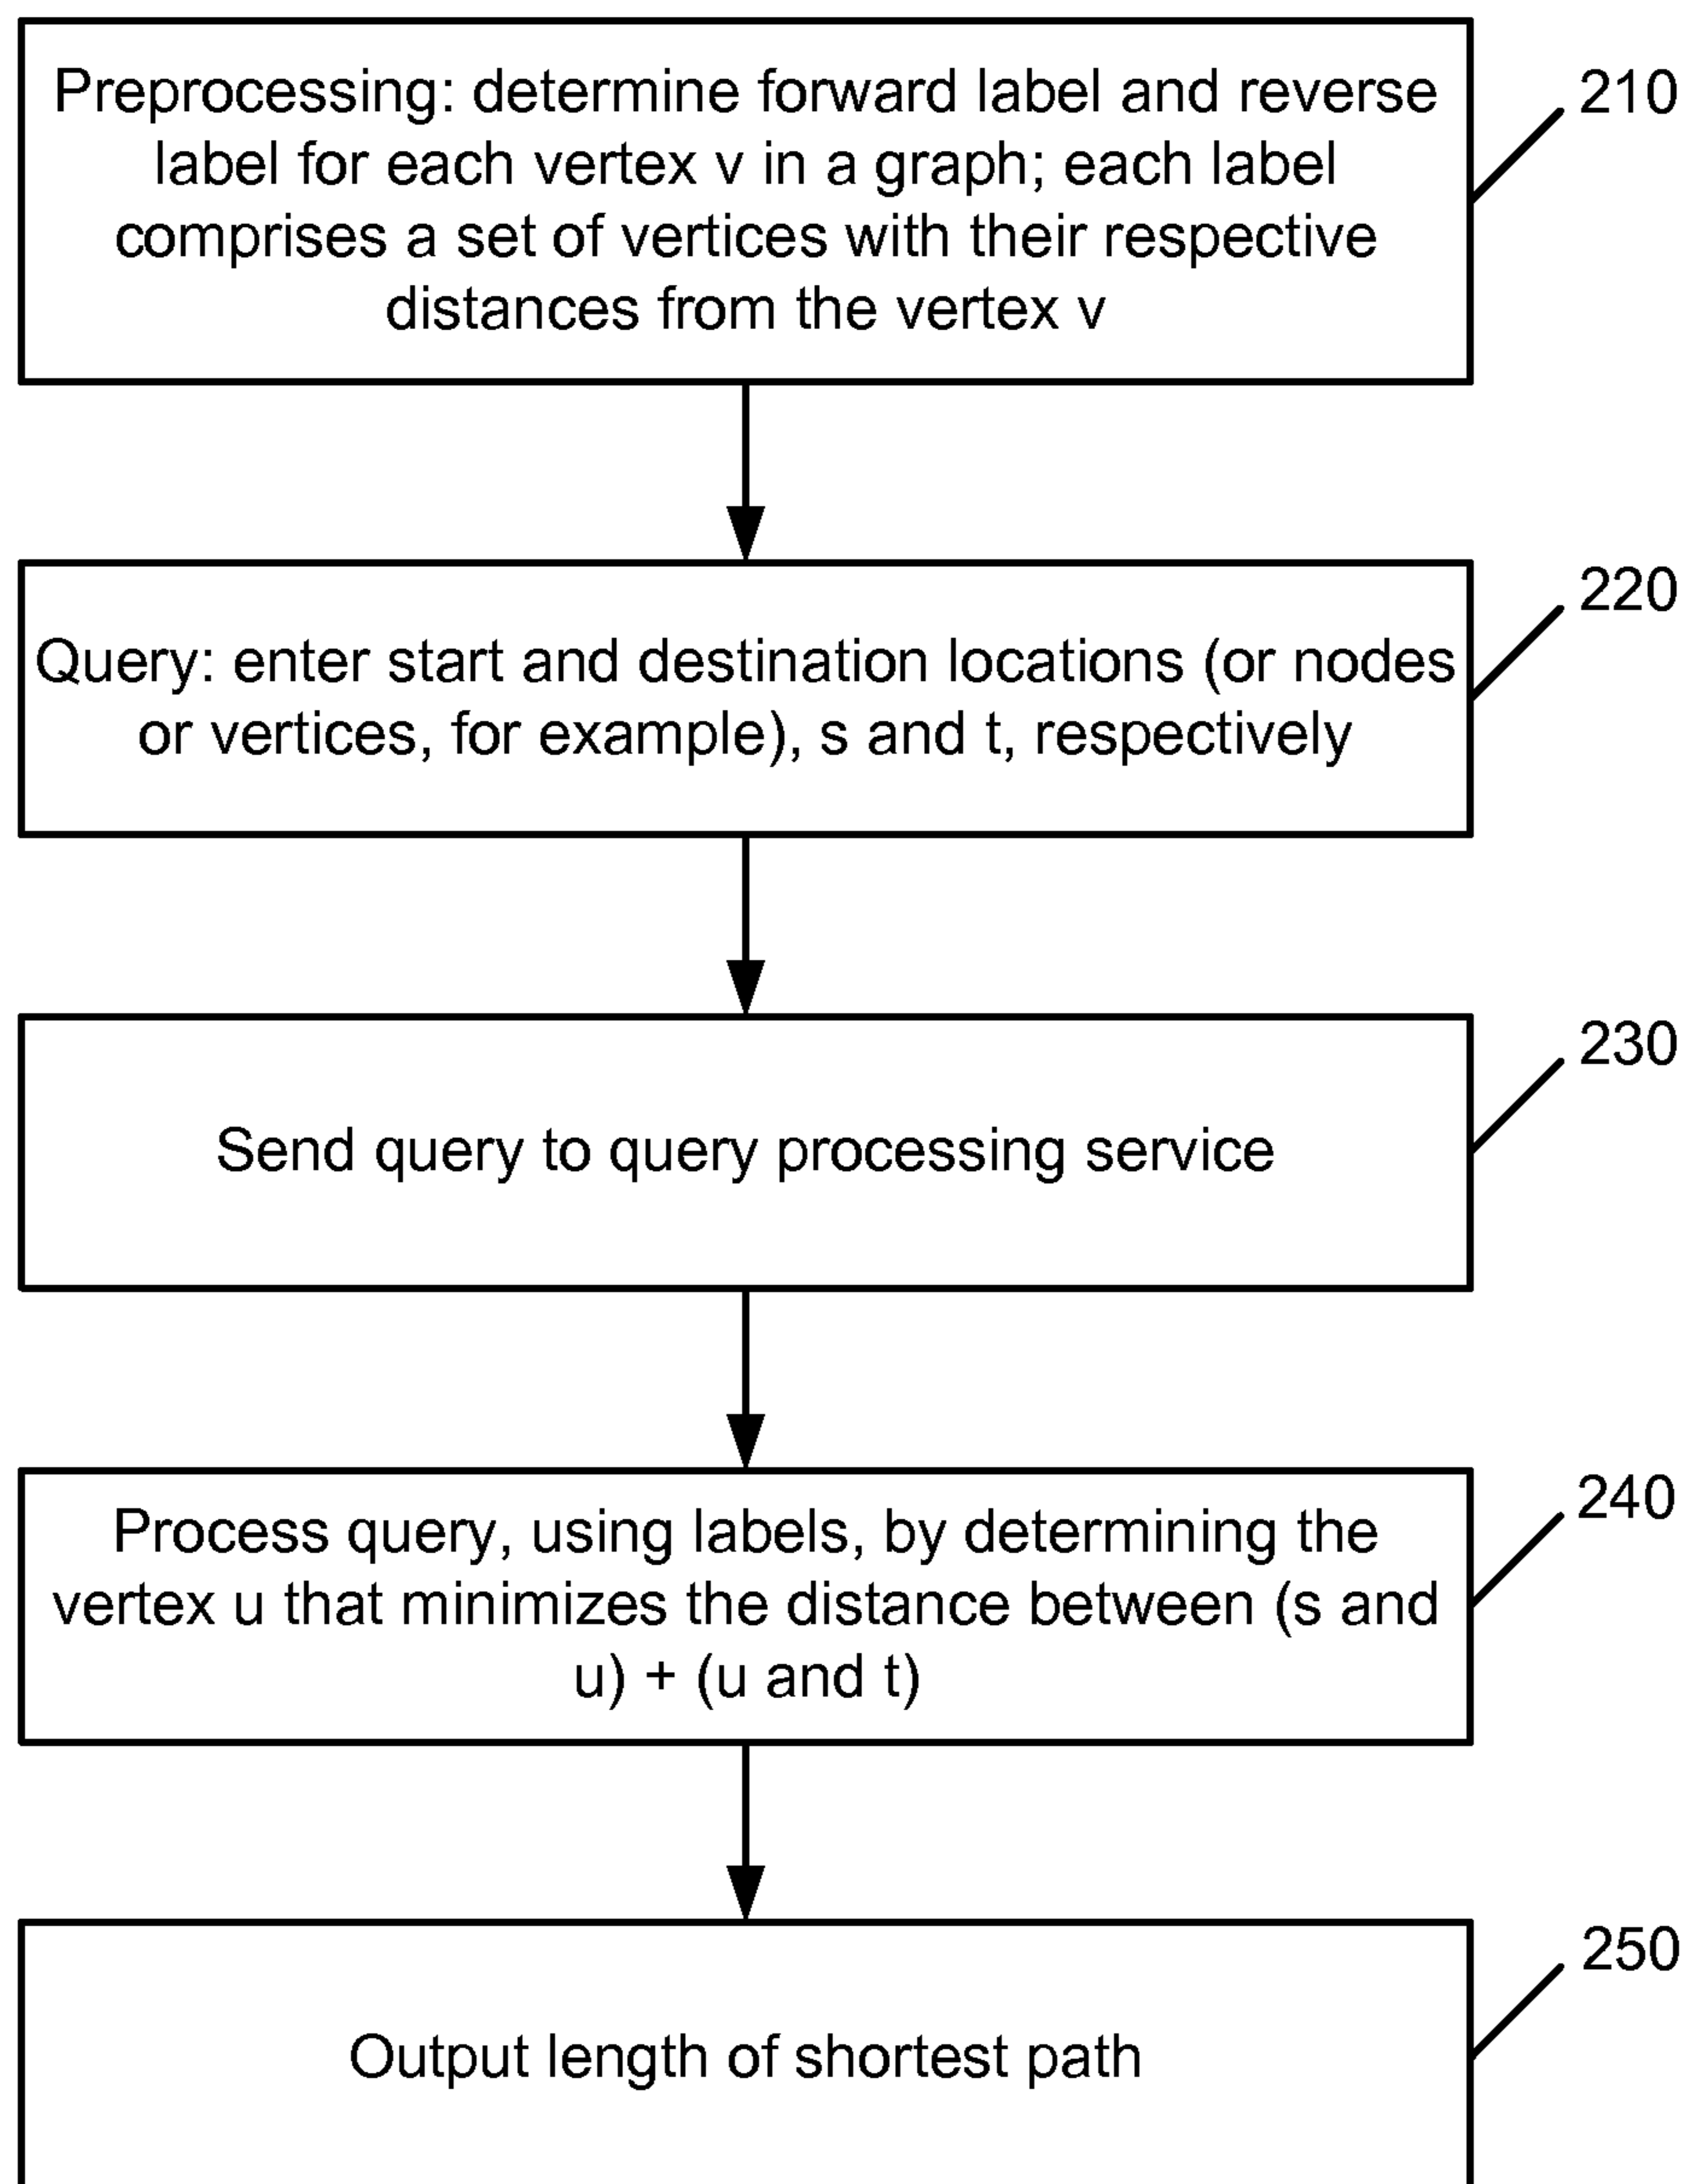 Preprocessing: determine forward label and reverse
label for each vertex v in a graph; each label
comprises a set of vertices with their respective
distances from the vertex v
210
Query: enter start and destination locations (or nodes
or vertices, for example), s and t, respectively
220
Send query to query processing service
230
Process query, using labels, by determining the
vertex u that minimizes the distance between (s and
u) + (u and t)
240
Output length of shortest path
250